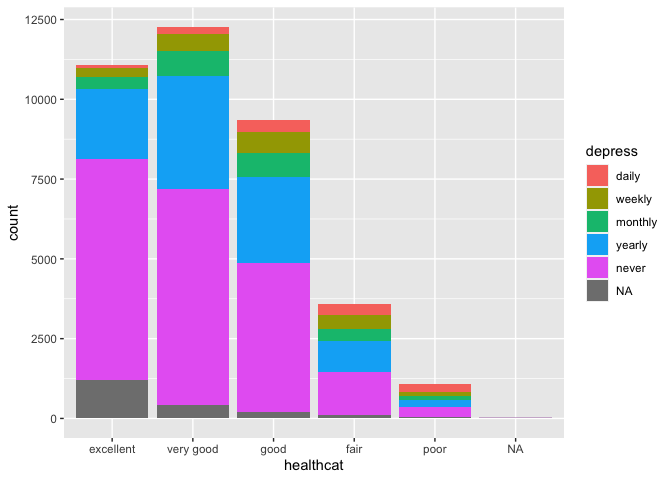 12500
10000
7500
5000
2500
0
count
excellent
very good
good
fair
poor
NA
healthcat
depress
daily
weekly
monthly
yearly
never
NA